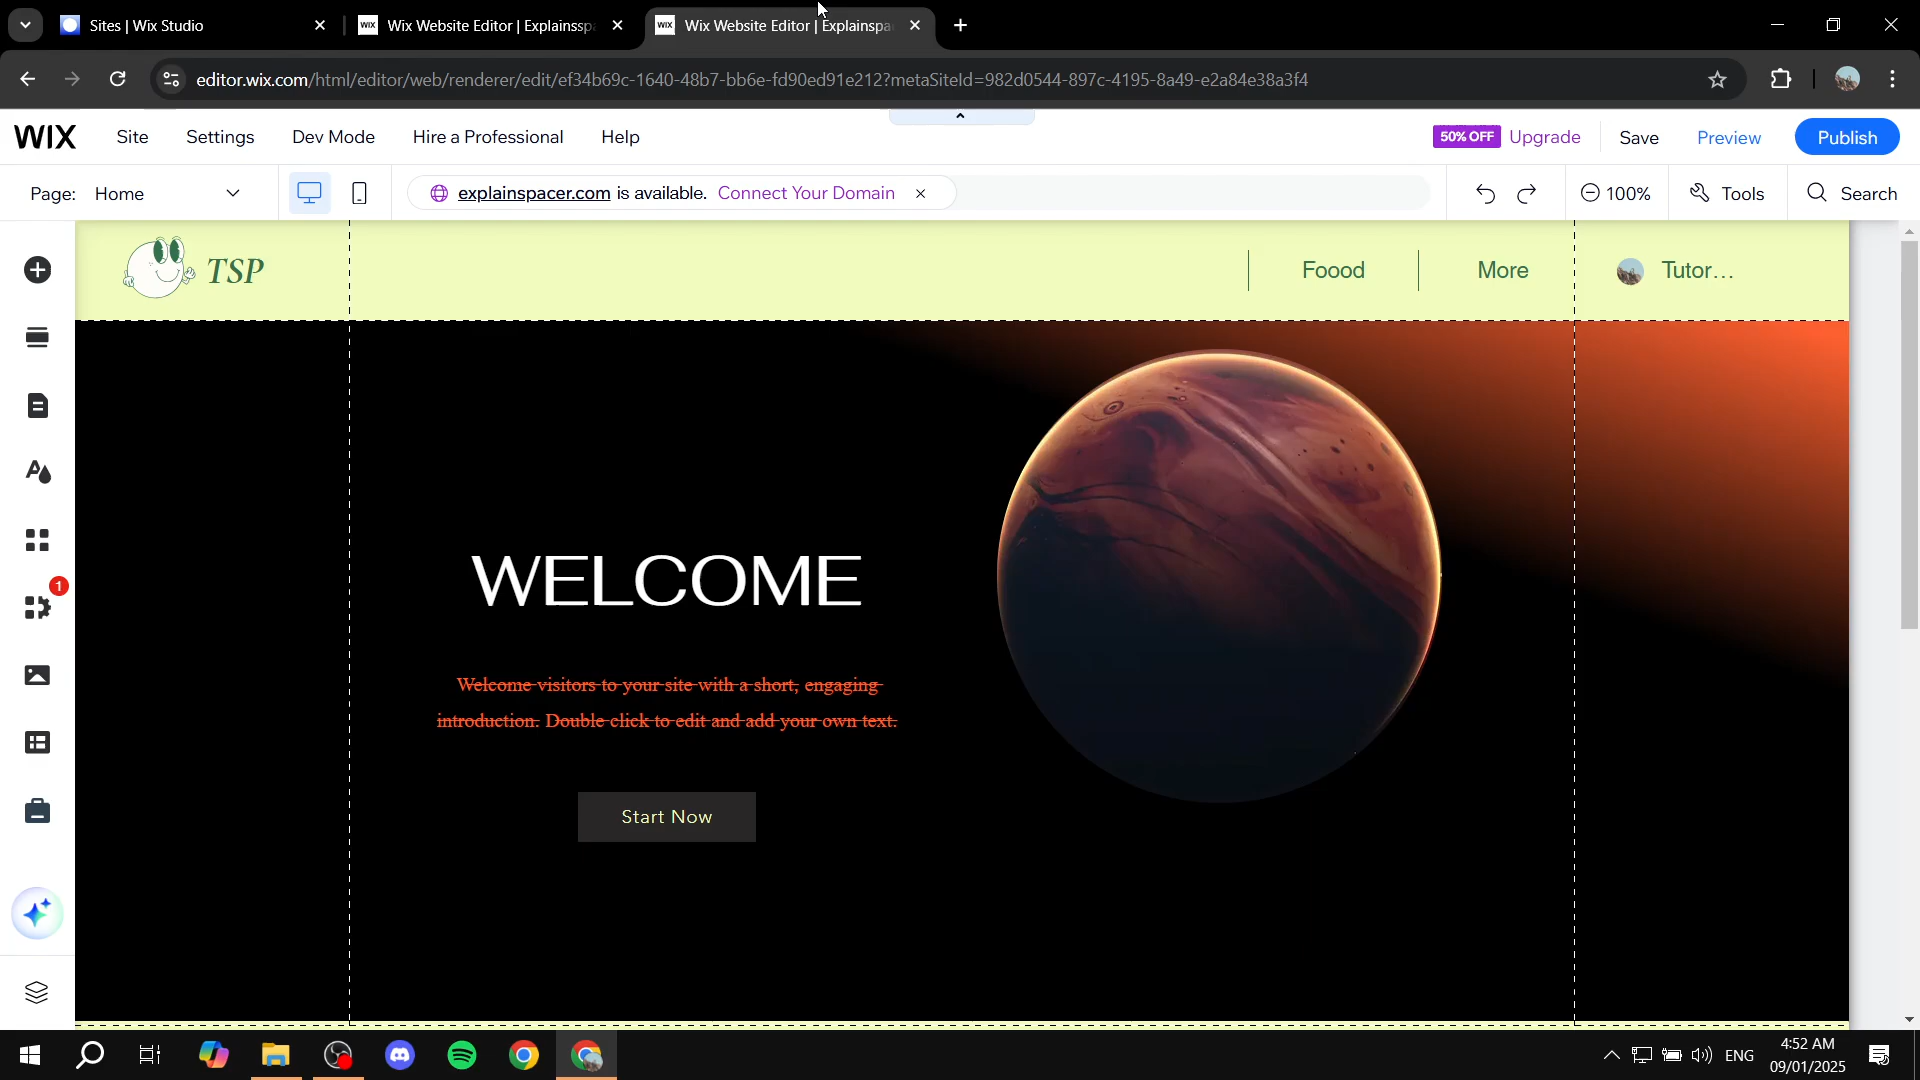 Sites | Wix Studio
WIX Wix Website Editor | Explainssp
WIX Wix Website Editor | Explainspa
editor.wix.com/html/editor/web/renderer/edit/ef34b69c-1640-48b7-bb6e-fd90ed91e212?metaSiteId=982d0544-897c-4195-8a49-e2a84e38a3f4
WIX Site Settings Dev Mode Hire a Professional Help 50% OFF Upgrade Save Preview Publish
Page: Home explainspacer.com is available. Connect Your Domain 100% Tools Search
TSP Foood More Tutor...
WELCOME
1
Welcome visitors to your site with a short, engaging
introduction. Double click to edit and add your own text.
Start Now
ENG
4:52 AM
09/01/2025